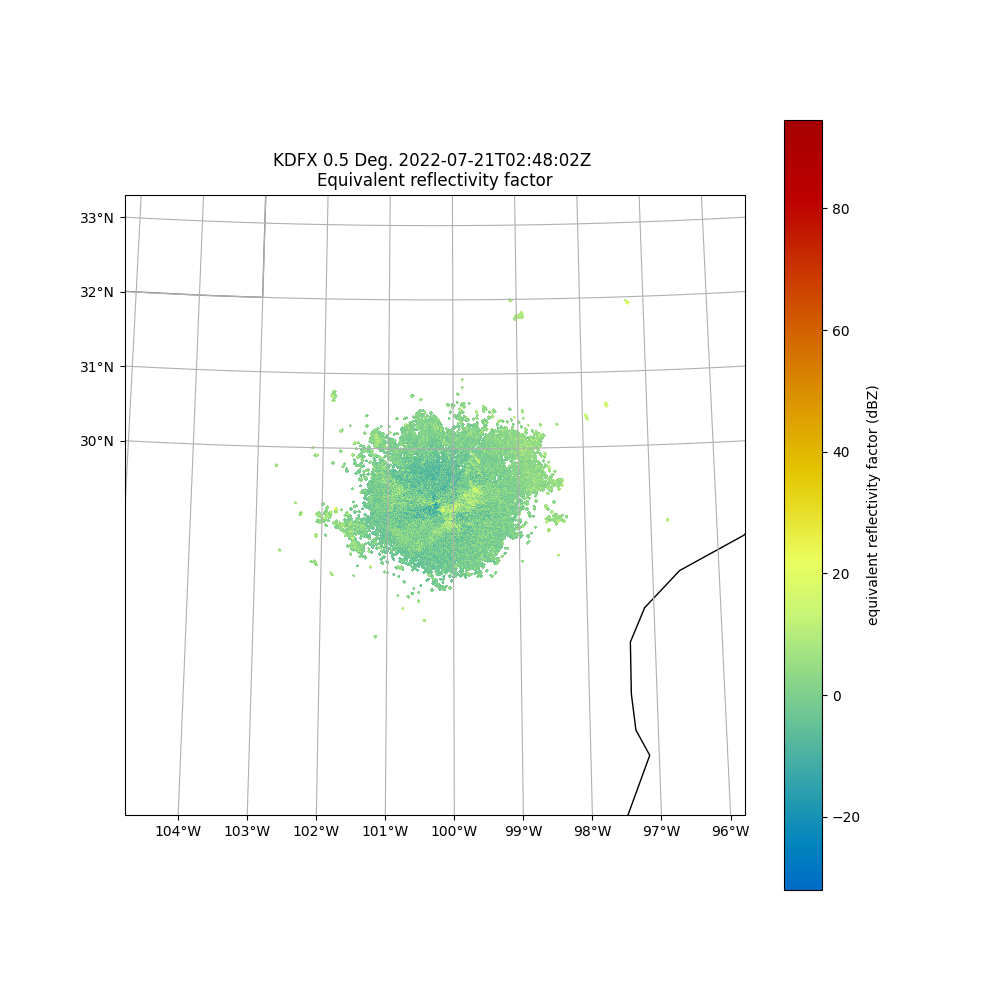 KDFX 0.5 Deg. 2022-07-21T02:48:02Z
Equivalent reflectivity factor
33°N
32°N
31°N
30°N
104°W 103°W 102°W 101°W 100°W 99°W 98°W 97°W 96°W
80
60
40
20
0
−20
equivalent reflectivity factor (dBZ)